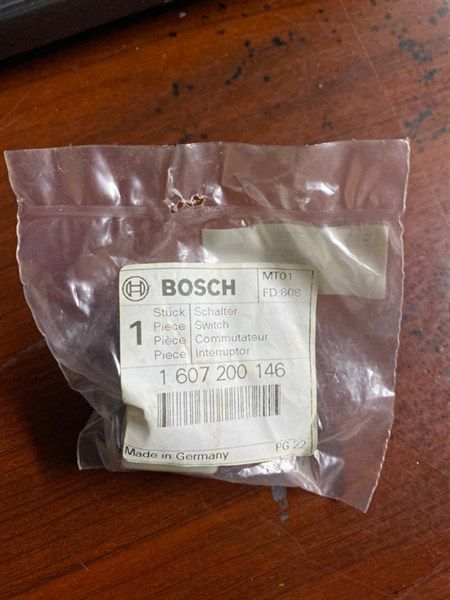 BOSCH
MT01
FD 808
1
Stück Schalter
Piece Switch
Pièce Commutateur
Piece Interruptor
1 607 200 146
Made in Germany
PG 22